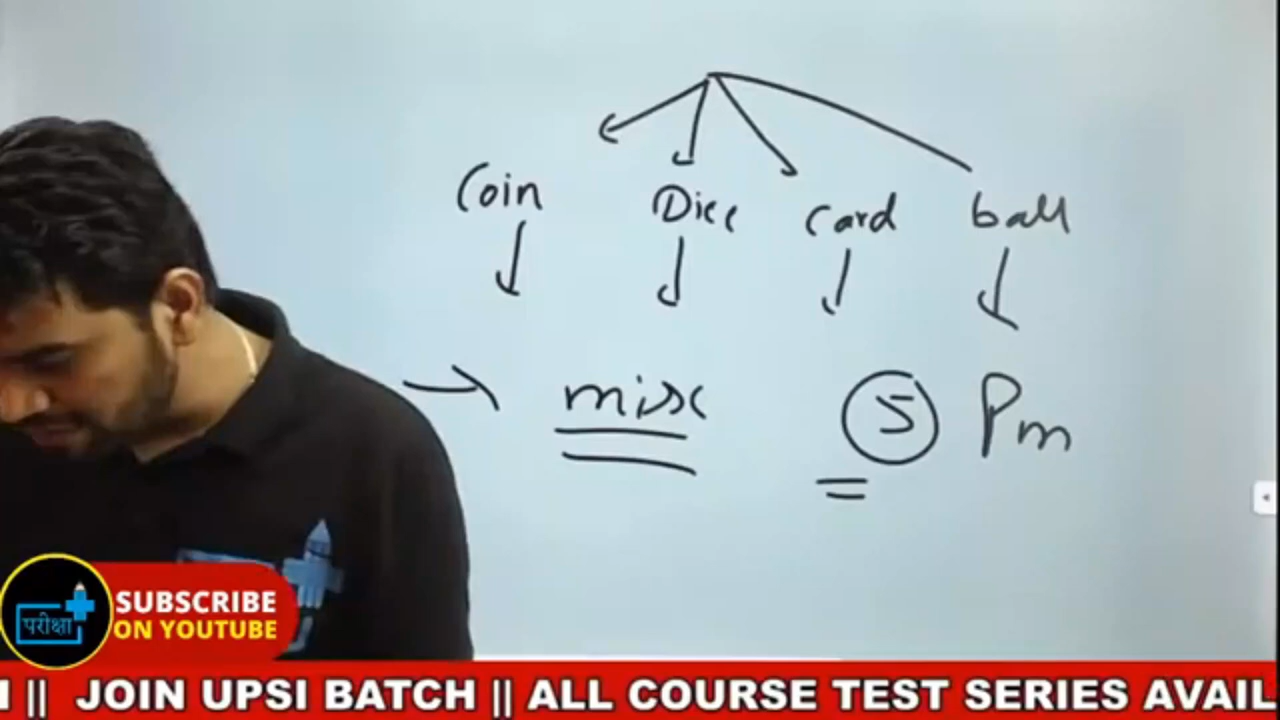 Coin Dice Card ball
misc 5 Pm
परीक्षा
SUBSCRIBE
ON YOUTUBE
|| JOIN UPSI BATCH || ALL COURSE TEST SERIES AVAIL